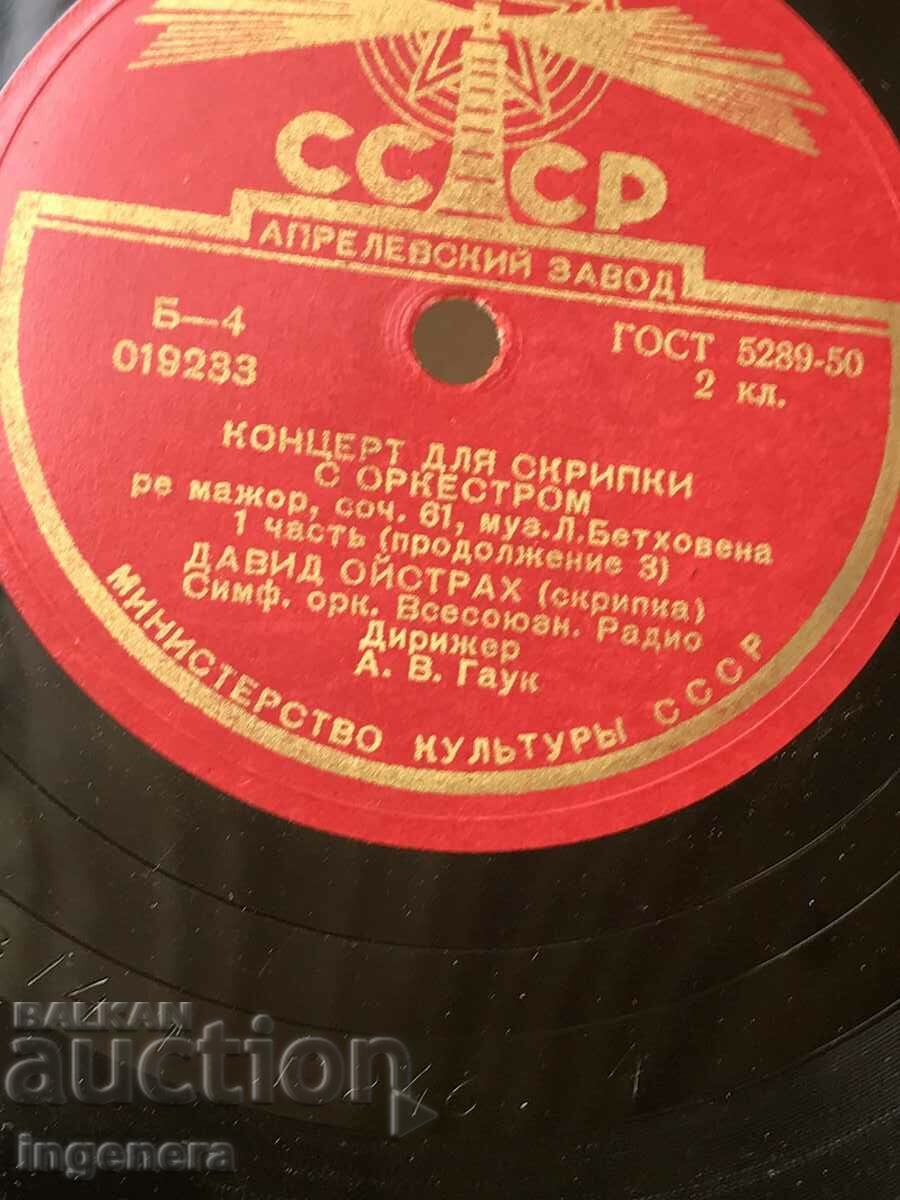 СССР
АПРЕЛЕВСКИЙ ЗАВОД
Б—4
019233
ГОСТ 5289-50
2 кл.
КОНЦЕРТ ДЛЯ СКРИПКИ
С ОРКЕСТРОМ
ре мажор, соч. 61, муз. Л. Бетховена
1 часть (продолжение 3)
ДАВИД ОЙСТРАХ (скрипка)
Симф. орк. Всесоюзн. Радио
Дирижер
А. В. Гаук
МИНИСТЕРСТВО КУЛЬТУРЫ СССР
BALKAN
auction
ingenera